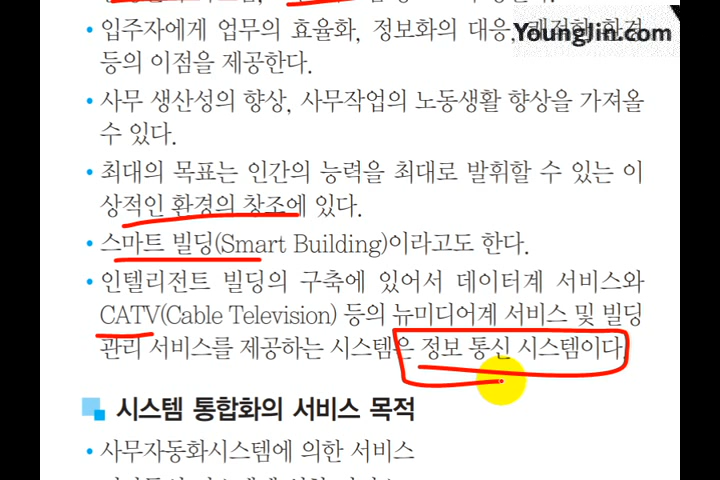 YoungJin.com
• 입주자에게 업무의 효율화, 정보화의 대응, 쾌적한 환경
등의 이점을 제공한다.
• 사무 생산성의 향상, 사무작업의 노동생활 향상을 가져올
수 있다.
• 최대의 목표는 인간의 능력을 최대로 발휘할 수 있는 이
상적인 환경의 창조에 있다.
• 스마트 빌딩(Smart Building)이라고도 한다.
• 인텔리전트 빌딩의 구축에 있어서 데이터계 서비스와
CATV(Cable Television) 등의 뉴미디어계 서비스 및 빌딩
관리 서비스를 제공하는 시스템은 정보 통신 시스템이다.
시스템 통합화의 서비스 목적
• 사무자동화시스템에 의한 서비스